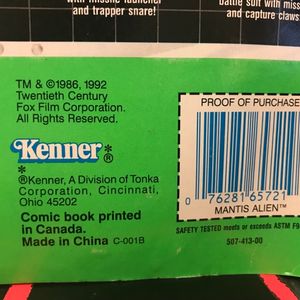 with missile launcher
and trapper snare!
battle suit with miss
and capture claws
TM & ©1986, 1992
Twentieth Century
Fox Film Corporation.
All Rights Reserved.
Kenner®
*
®Kenner, A Division of Tonka
Corporation, Cincinnati,
Ohio 45202
Comic book printed
in Canada.
Made in China C-001B
PROOF OF PURCHASE
0 76281 65721
MANTIS ALIEN™
SAFETY TESTED meets or exceeds ASTM F9
507-413-00